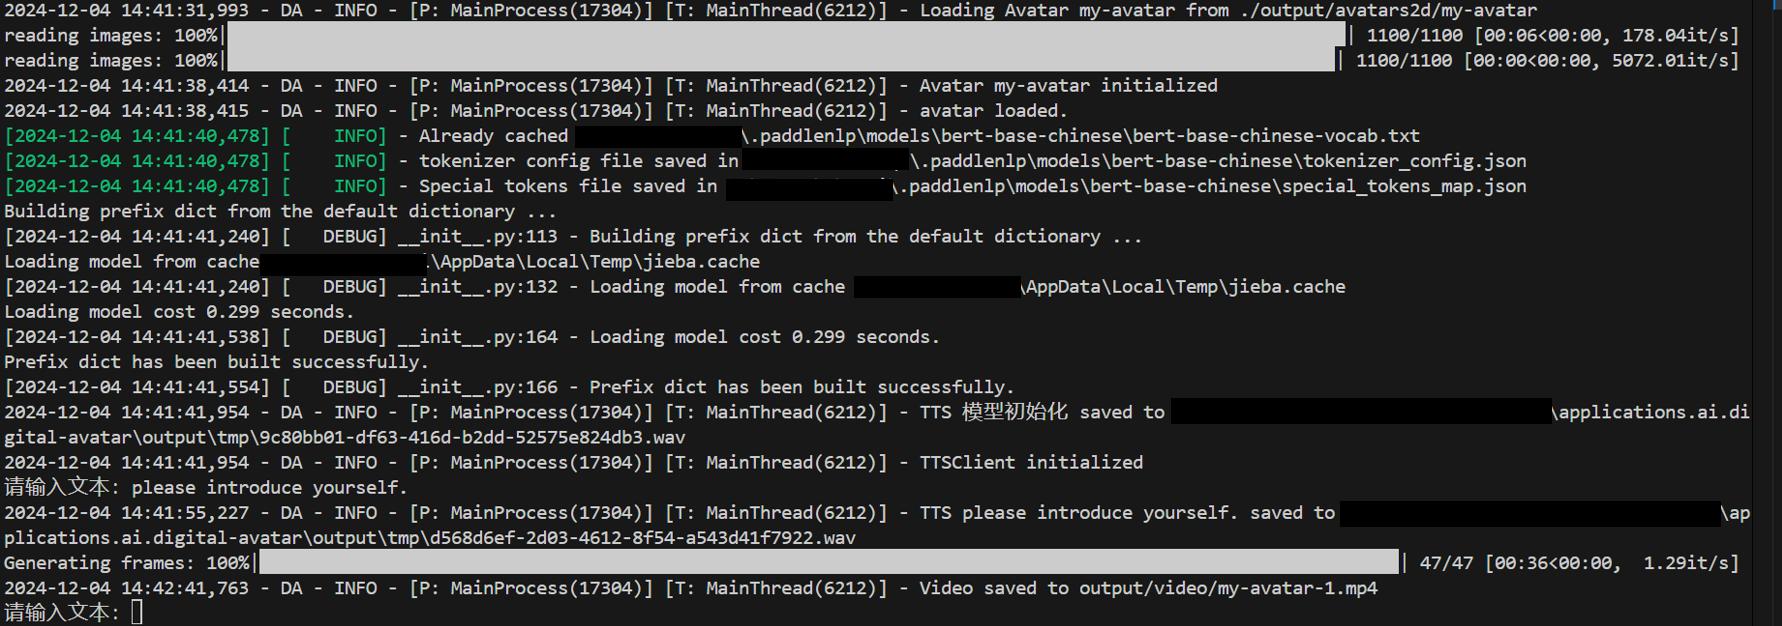 2024-12-04 14:41:31,993 - DA - INFO - [P: MainProcess(17304)] [T: MainThread(6212)] - Loading Avatar my-avatar from ./output/avatars2d/my-avatar
reading images: 100%| | 1100/1100 [00:06<00:00, 178.04it/s]
reading images: 100%| | 1100/1100 [00:00<00:00, 5072.01it/s]
2024-12-04 14:41:38,414 - DA - INFO - [P: MainProcess(17304)] [T: MainThread(6212)] - Avatar my-avatar initialized
2024-12-04 14:41:38,415 - DA - INFO - [P: MainProcess(17304)] [T: MainThread(6212)] - avatar loaded.
[2024-12-04 14:41:40,478] [    INFO] - Already cached \.paddlenlp\models\bert-base-chinese\bert-base-chinese-vocab.txt
[2024-12-04 14:41:40,478] [    INFO] - tokenizer config file saved in \.paddlenlp\models\bert-base-chinese\tokenizer_config.json
[2024-12-04 14:41:40,478] [    INFO] - Special tokens file saved in \.paddlenlp\models\bert-base-chinese\special_tokens_map.json
Building prefix dict from the default dictionary ...
[2024-12-04 14:41:41,240] [   DEBUG] __init__.py:113 - Building prefix dict from the default dictionary ...
Loading model from cache \AppData\Local\Temp\jieba.cache
[2024-12-04 14:41:41,240] [   DEBUG] __init__.py:132 - Loading model from cache \AppData\Local\Temp\jieba.cache
Loading model cost 0.299 seconds.
[2024-12-04 14:41:41,538] [   DEBUG] __init__.py:164 - Loading model cost 0.299 seconds.
Prefix dict has been built successfully.
[2024-12-04 14:41:41,554] [   DEBUG] __init__.py:166 - Prefix dict has been built successfully.
2024-12-04 14:41:41,954 - DA - INFO - [P: MainProcess(17304)] [T: MainThread(6212)] - TTS 模型初始化 saved to \applications.ai.di
gital-avatar\output\tmp\9c80bb01-df63-416d-b2dd-52575e824db3.wav
2024-12-04 14:41:41,954 - DA - INFO - [P: MainProcess(17304)] [T: MainThread(6212)] - TTSClient initialized
请输入文本: please introduce yourself.
2024-12-04 14:41:55,227 - DA - INFO - [P: MainProcess(17304)] [T: MainThread(6212)] - TTS please introduce yourself. saved to \ap
plications.ai.digital-avatar\output\tmp\d568d6ef-2d03-4612-8f54-a543d41f7922.wav
Generating frames: 100%| | 47/47 [00:36<00:00,  1.29it/s]
2024-12-04 14:42:41,763 - DA - INFO - [P: MainProcess(17304)] [T: MainThread(6212)] - Video saved to output/video/my-avatar-1.mp4
请输入文本: